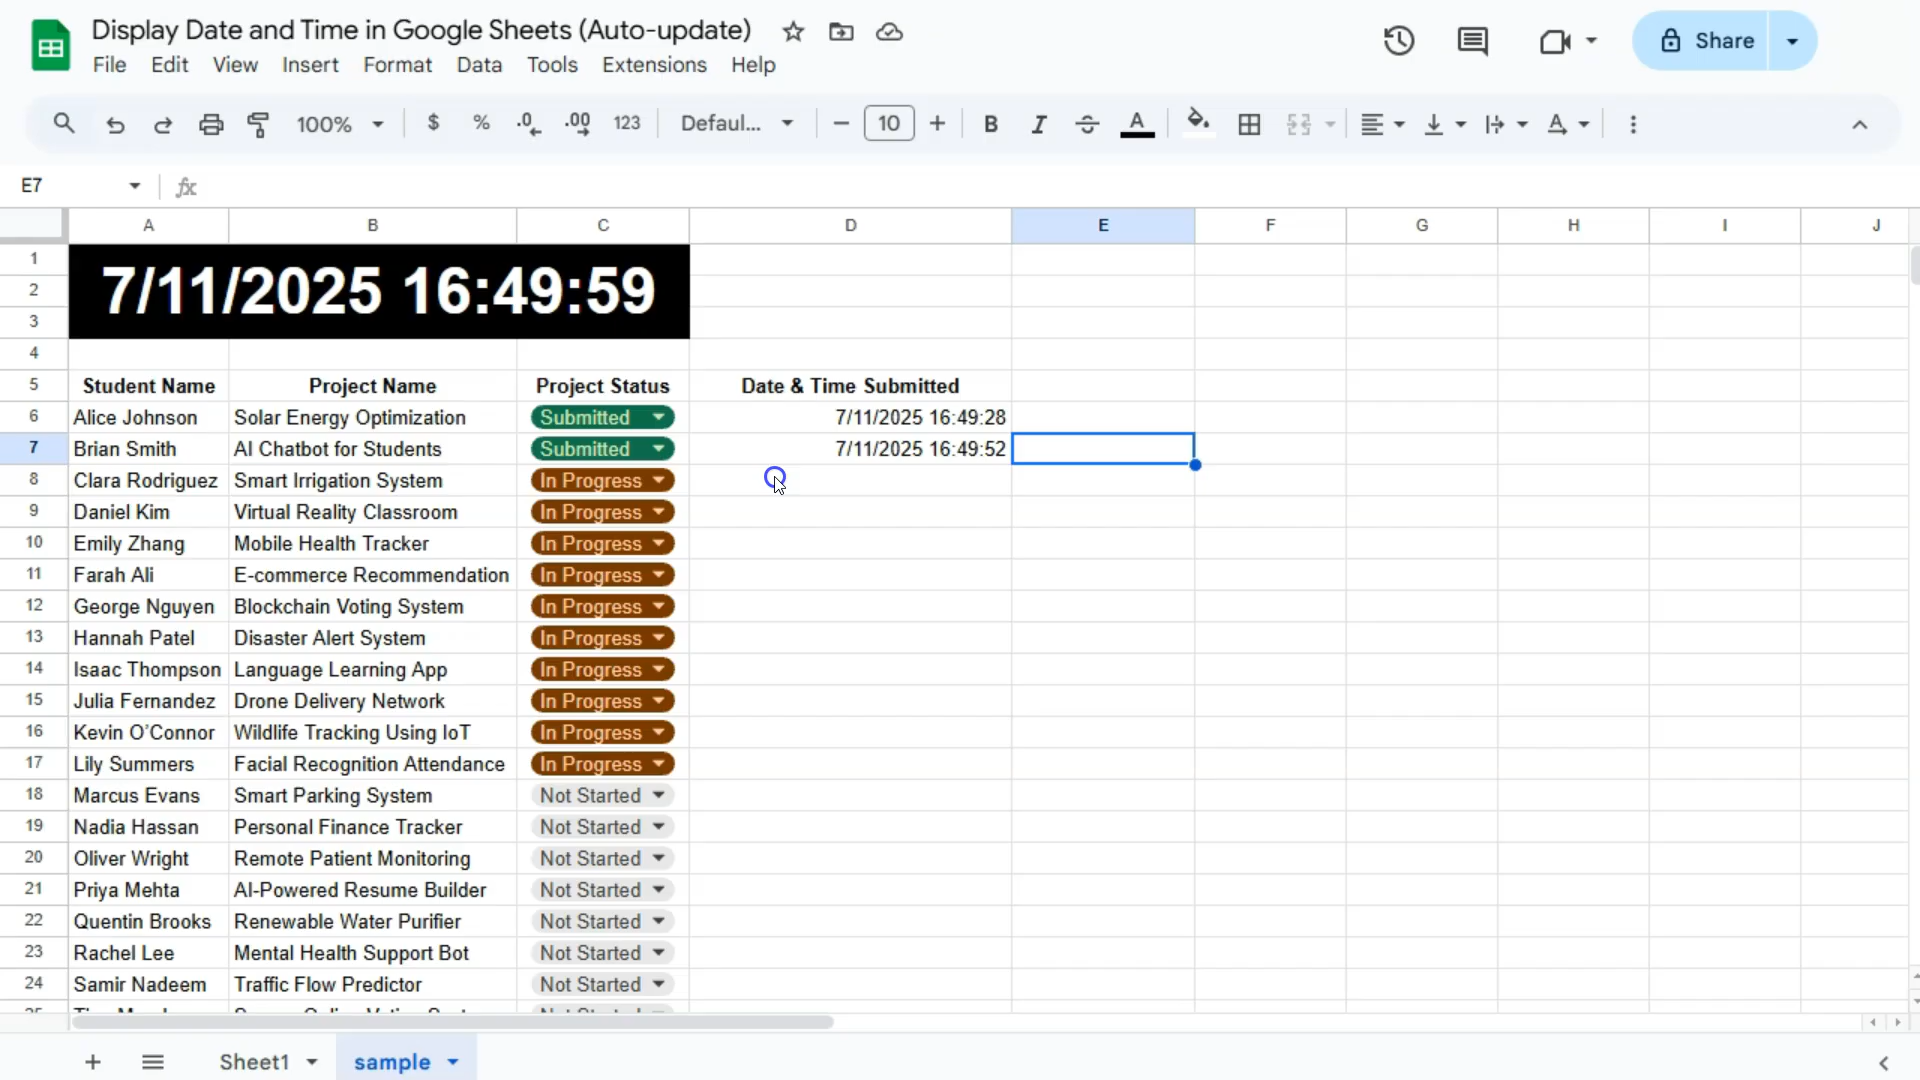 Display Date and Time in Google Sheets (Auto-update)
Share
File Edit View Insert Format Data Tools Extensions Help
100% $ % .0 .00 123 Defaul... − 10 + B I S A A
E7 fx
A B C D E F G H I J
1
2 7/11/2025 16:49:59
3
4
5 Student Name Project Name Project Status Date & Time Submitted
6 Alice Johnson Solar Energy Optimization Submitted 7/11/2025 16:49:28
7 Brian Smith AI Chatbot for Students Submitted 7/11/2025 16:49:52
8 Clara Rodriguez Smart Irrigation System In Progress
9 Daniel Kim Virtual Reality Classroom In Progress
10 Emily Zhang Mobile Health Tracker In Progress
11 Farah Ali E-commerce Recommendation In Progress
12 George Nguyen Blockchain Voting System In Progress
13 Hannah Patel Disaster Alert System In Progress
14 Isaac Thompson Language Learning App In Progress
15 Julia Fernandez Drone Delivery Network In Progress
16 Kevin O'Connor Wildlife Tracking Using IoT In Progress
17 Lily Summers Facial Recognition Attendance In Progress
18 Marcus Evans Smart Parking System Not Started
19 Nadia Hassan Personal Finance Tracker Not Started
20 Oliver Wright Remote Patient Monitoring Not Started
21 Priya Mehta AI-Powered Resume Builder Not Started
22 Quentin Brooks Renewable Water Purifier Not Started
23 Rachel Lee Mental Health Support Bot Not Started
24 Samir Nadeem Traffic Flow Predictor Not Started
Sheet1 sample